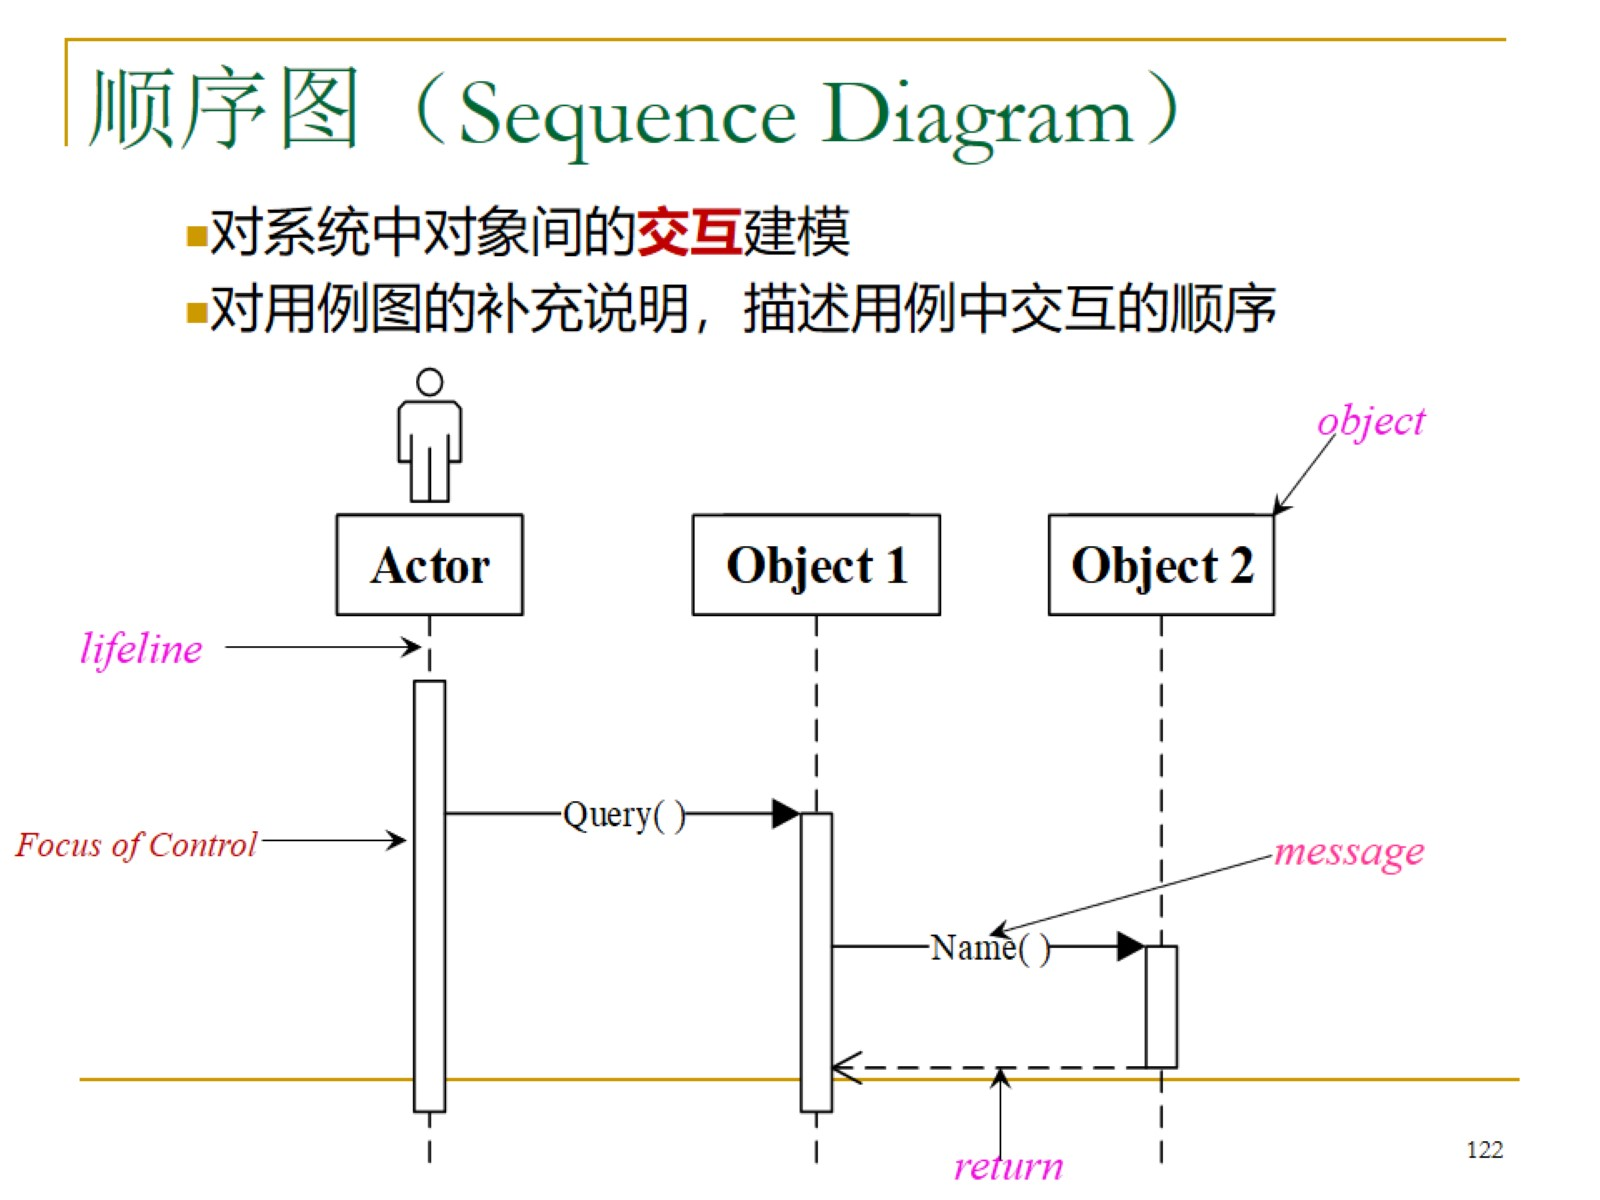 顺序图（Sequence Diagram）
对系统中对象间的交互建模
对用例图的补充说明，描述用例中交互的顺序
object
Actor
Object 1
Object 2
lifeline
Query( )
Focus of Control
message
Name( )
return
122